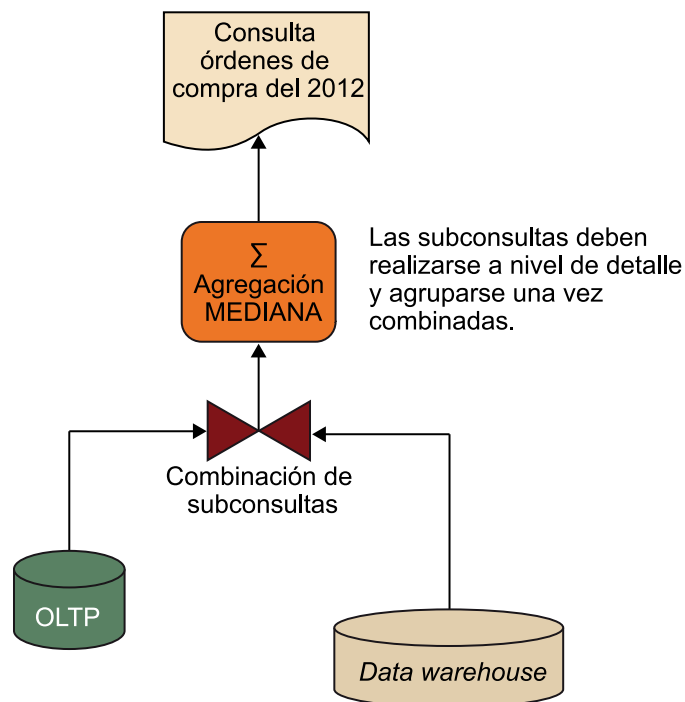 Consulta
órdenes de
compra del 2012
Σ
Agregación
MEDIANA
Las subconsultas deben
realizarse a nivel de detalle
y agruparse una vez
combinadas.
Combinación de
subconsultas
OLTP
Data warehouse